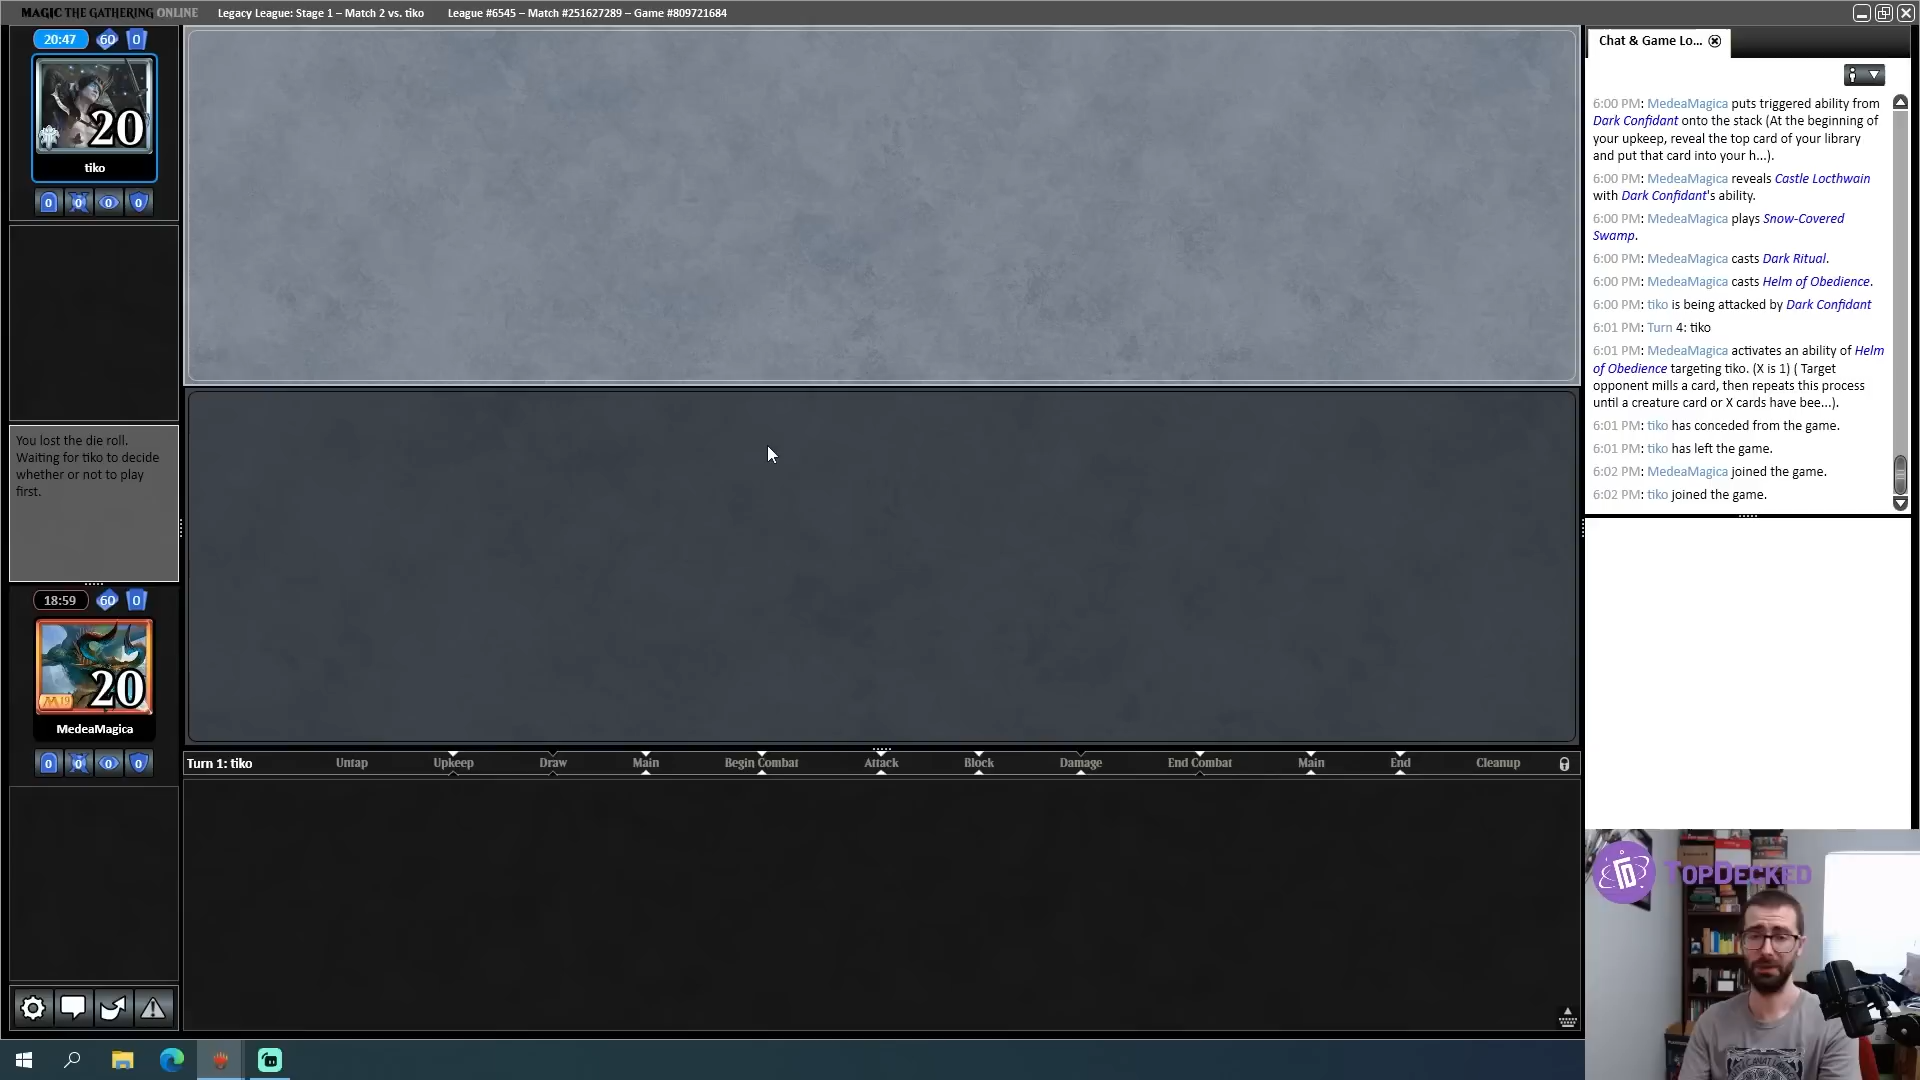 MAGIC THE GATHERING ONLINE
Legacy League: Stage 1 – Match 2 vs. tiko
League #6545 – Match #251627289 – Game #809721684
20:47
60
0
20
tiko
0
0
0
0
You lost the die roll.
Waiting for tiko to decide
whether or not to play
first.
18:59
60
0
M19
20
MedeaMagica
0
0
0
0
Turn 1: tiko
Untap
Upkeep
Draw
Main
Begin Combat
Attack
Block
Damage
End Combat
Main
End
Cleanup
Chat & Game Lo...
6:00 PM: MedeaMagica puts triggered ability from
Dark Confidant onto the stack (At the beginning of
your upkeep, reveal the top card of your library
and put that card into your h...).
6:00 PM: MedeaMagica reveals Castle Locthwain
with Dark Confidant's ability.
6:00 PM: MedeaMagica plays Snow-Covered
Swamp.
6:00 PM: MedeaMagica casts Dark Ritual.
6:00 PM: MedeaMagica casts Helm of Obedience.
6:00 PM: tiko is being attacked by Dark Confidant
6:01 PM: Turn 4: tiko
6:01 PM: MedeaMagica activates an ability of Helm
of Obedience targeting tiko. (X is 1) ( Target
opponent mills a card, then repeats this process
until a creature card or X cards have bee...).
6:01 PM: tiko has conceded from the game.
6:01 PM: tiko has left the game.
6:02 PM: MedeaMagica joined the game.
6:02 PM: tiko joined the game.
TOPDECKED